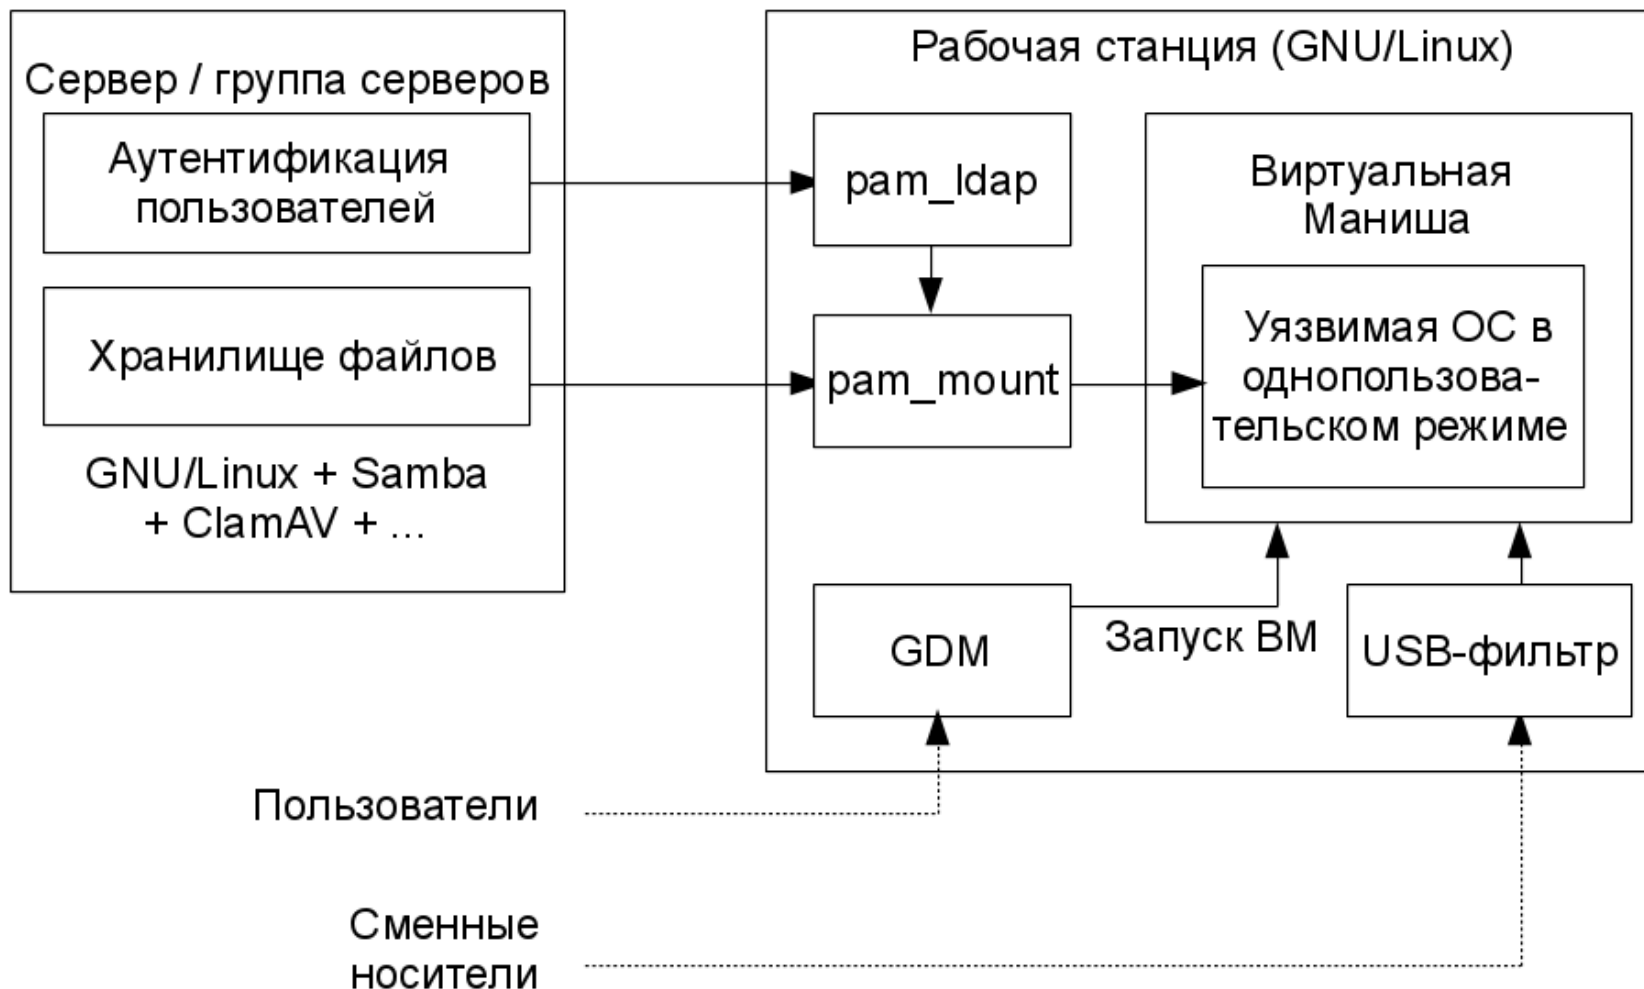 Сервер / группа серверов
Аутентификация
пользователей
Хранилище файлов
GNU/Linux + Samba
+ ClamAV + ...
Рабочая станция (GNU/Linux)
pam_ldap
pam_mount
Виртуальная
Маниша
Уязвимая ОС в
однопользова-
тельском режиме
GDM
Запуск ВМ
USB-фильтр
Пользователи
Сменные
носители